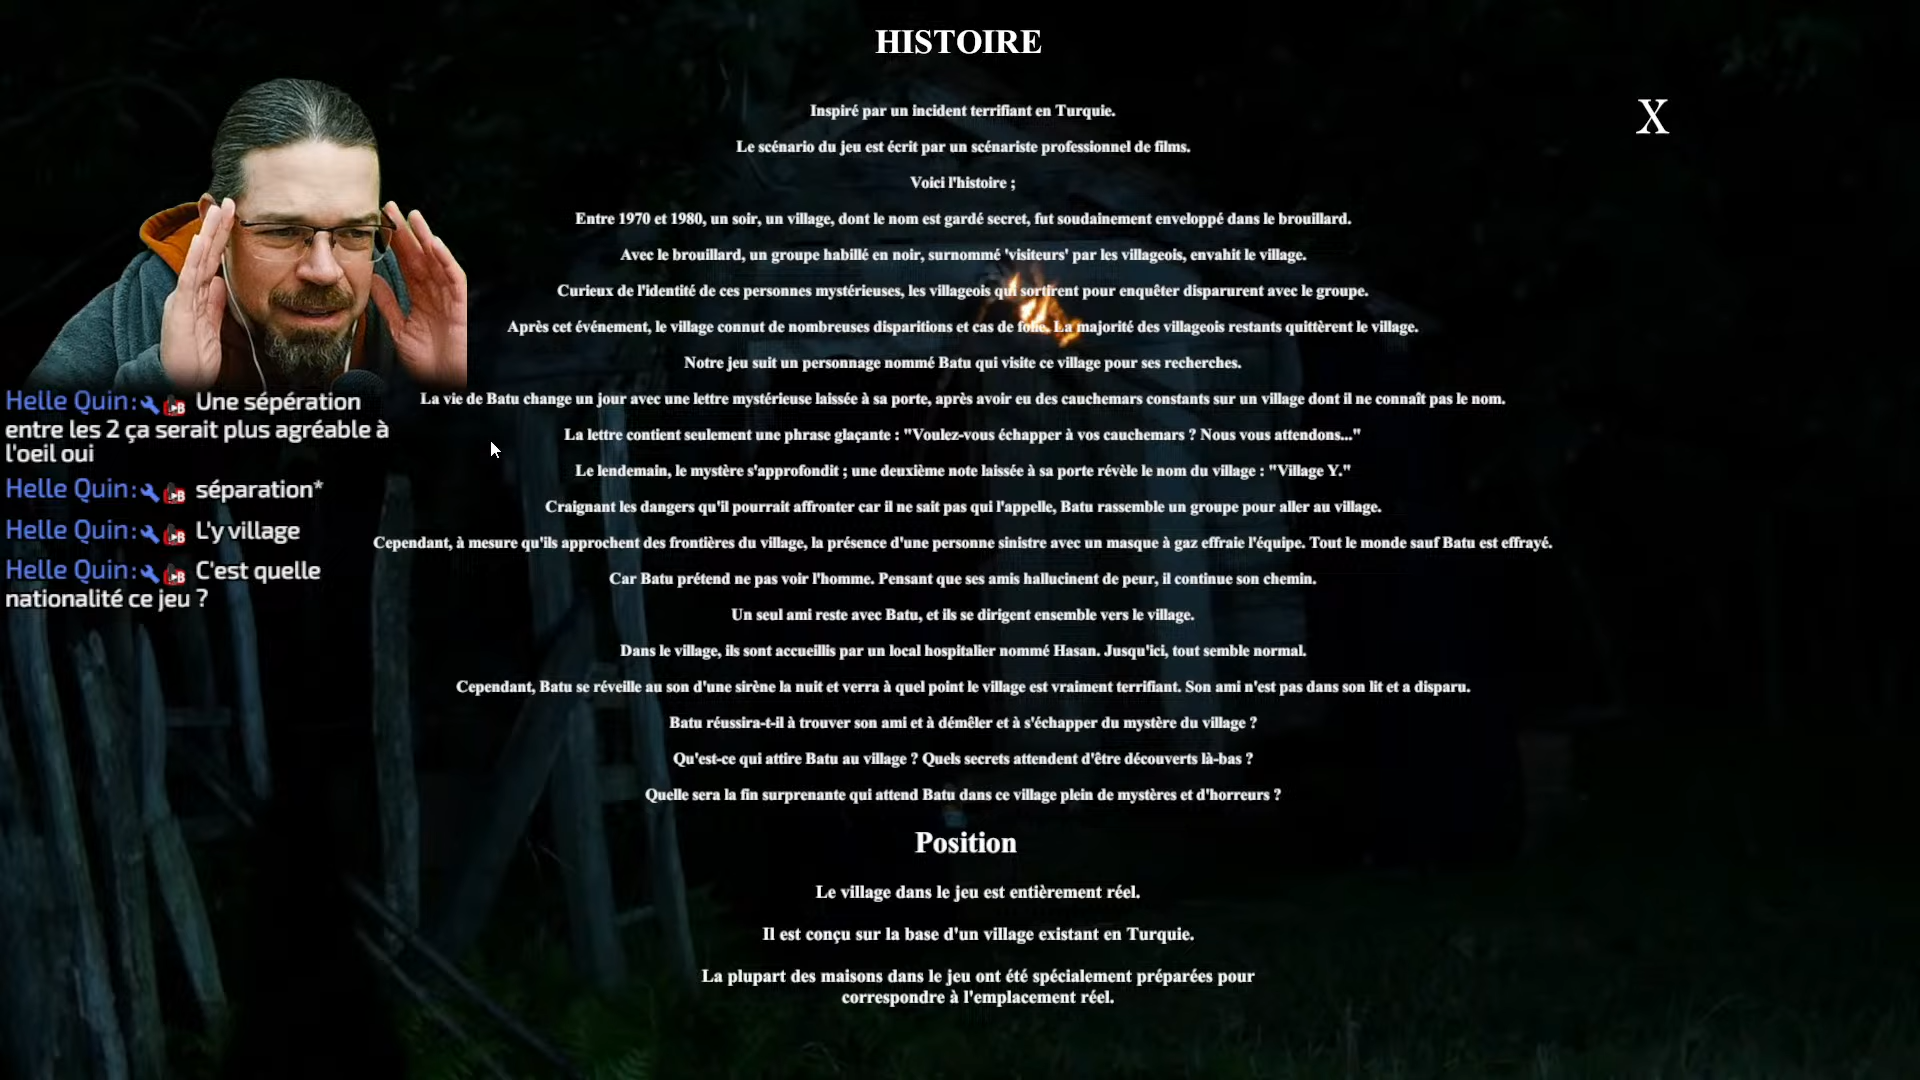 HISTOIRE
X
Inspiré par un incident terrifiant en Turquie.
Le scénario du jeu est écrit par un scénariste professionnel de films.
Voici l'histoire ;
Entre 1970 et 1980, un soir, un village, dont le nom est gardé secret, fut soudainement enveloppé dans le brouillard.
Avec le brouillard, un groupe habillé en noir, surnommé 'visiteurs' par les villageois, envahit le village.
Curieux de l'identité de ces personnes mystérieuses, les villageois qui sortirent pour enquêter disparurent avec le groupe.
Après cet événement, le village connut de nombreuses disparitions et cas de folie. La majorité des villageois restants quittèrent le village.
Notre jeu suit un personnage nommé Batu qui visite ce village pour ses recherches.
La vie de Batu change un jour avec une lettre mystérieuse laissée à sa porte, après avoir eu des cauchemars constants sur un village dont il ne connaît pas le nom.
La lettre contient seulement une phrase glaçante : "Voulez-vous échapper à vos cauchemars ? Nous vous attendons..."
Le lendemain, le mystère s'approfondit ; une deuxième note laissée à sa porte révèle le nom du village : "Village Y."
Craignant les dangers qu'il pourrait affronter car il ne sait pas qui l'appelle, Batu rassemble un groupe pour aller au village.
Cependant, à mesure qu'ils approchent des frontières du village, la présence d'une personne sinistre avec un masque à gaz effraie l'équipe. Tout le monde sauf Batu est effrayé.
Car Batu prétend ne pas voir l'homme. Pensant que ses amis hallucinent de peur, il continue son chemin.
Un seul ami reste avec Batu, et ils se dirigent ensemble vers le village.
Dans le village, ils sont accueillis par un local hospitalier nommé Hasan. Jusqu'ici, tout semble normal.
Cependant, Batu se réveille au son d'une sirène la nuit et verra à quel point le village est vraiment terrifiant. Son ami n'est pas dans son lit et a disparu.
Batu réussira-t-il à trouver son ami et à démêler et à s'échapper du mystère du village ?
Qu'est-ce qui attire Batu au village ? Quels secrets attendent d'être découverts là-bas ?
Quelle sera la fin surprenante qui attend Batu dans ce village plein de mystères et d'horreurs ?
Position
Le village dans le jeu est entièrement réel.
Il est conçu sur la base d'un village existant en Turquie.
La plupart des maisons dans le jeu ont été spécialement préparées pour
correspondre à l'emplacement réel.
Helle Quin: Une sépération
entre les 2 ça serait plus agréable à
l'oeil oui
Helle Quin: séparation*
Helle Quin: L'y village
Helle Quin: C'est quelle
nationalité ce jeu ?